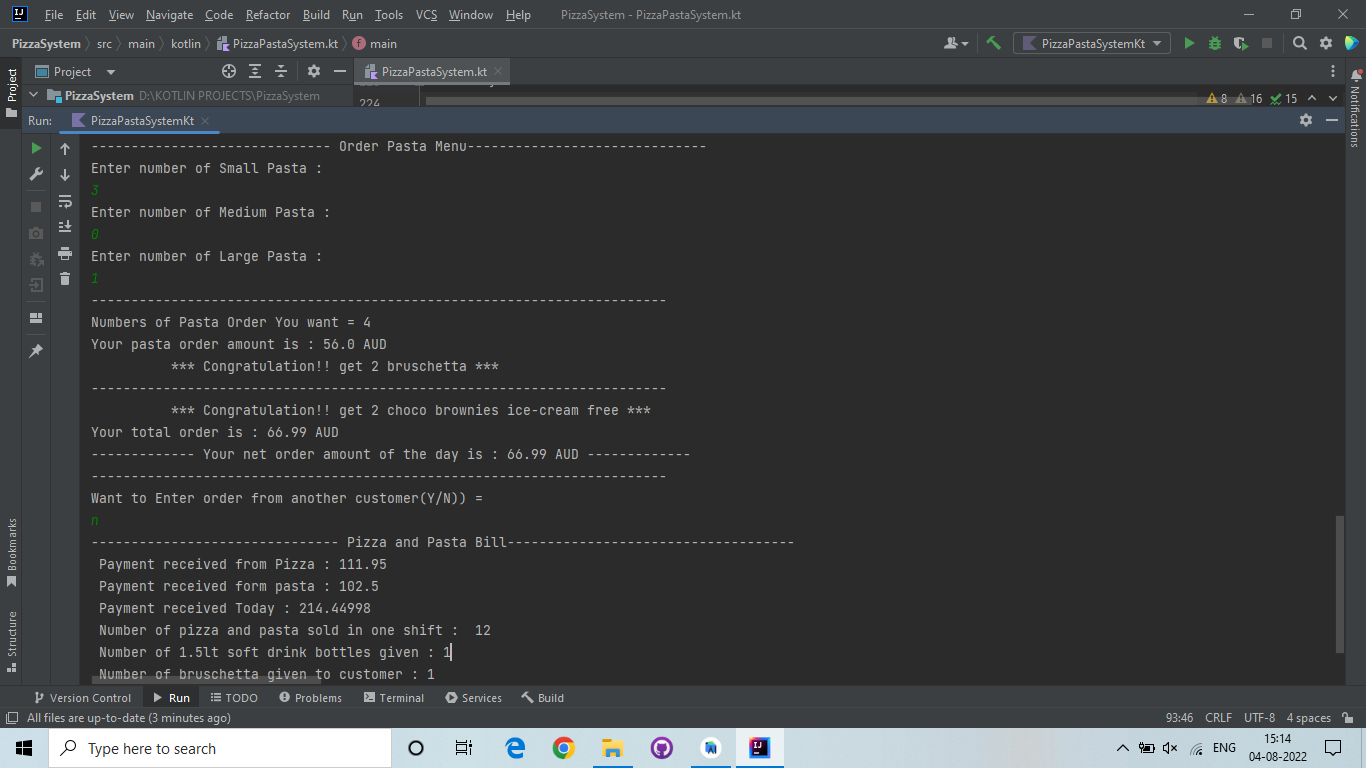 File Edit View Navigate Code Refactor Build Run Tools VCS Window Help PizzaSystem - PizzaPastaSystem.kt
PizzaSystem src main kotlin PizzaPastaSystem.kt main PizzaPastaSystemKt
Project PizzaPastaSystem.kt
PizzaSystem D:\KOTLIN PROJECTS\PizzaSystem 224 8 16 15
Run: PizzaPastaSystemKt
------------------------------ Order Pasta Menu------------------------------
Enter number of Small Pasta :
3
Enter number of Medium Pasta :
0
Enter number of Large Pasta :
1
------------------------------------------------------------------------
Numbers of Pasta Order You want = 4
Your pasta order amount is : 56.0 AUD
*** Congratulation!! get 2 bruschetta ***
------------------------------------------------------------------------
*** Congratulation!! get 2 choco brownies ice-cream free ***
Your total order is : 66.99 AUD
------------- Your net order amount of the day is : 66.99 AUD -------------
------------------------------------------------------------------------
Want to Enter order from another customer(Y/N)) =
n
------------------------------- Pizza and Pasta Bill------------------------------------
Payment received from Pizza : 111.95
Payment received form pasta : 102.5
Payment received Today : 214.44998
Number of pizza and pasta sold in one shift :  12
Number of 1.5lt soft drink bottles given : 1
Number of bruschetta given to customer : 1
Project
Bookmarks
Structure
Notifications
Version Control Run TODO Problems Terminal Services Build
All files are up-to-date (3 minutes ago) 93:46 CRLF UTF-8 4 spaces
Type here to search ENG 15:14
04-08-2022